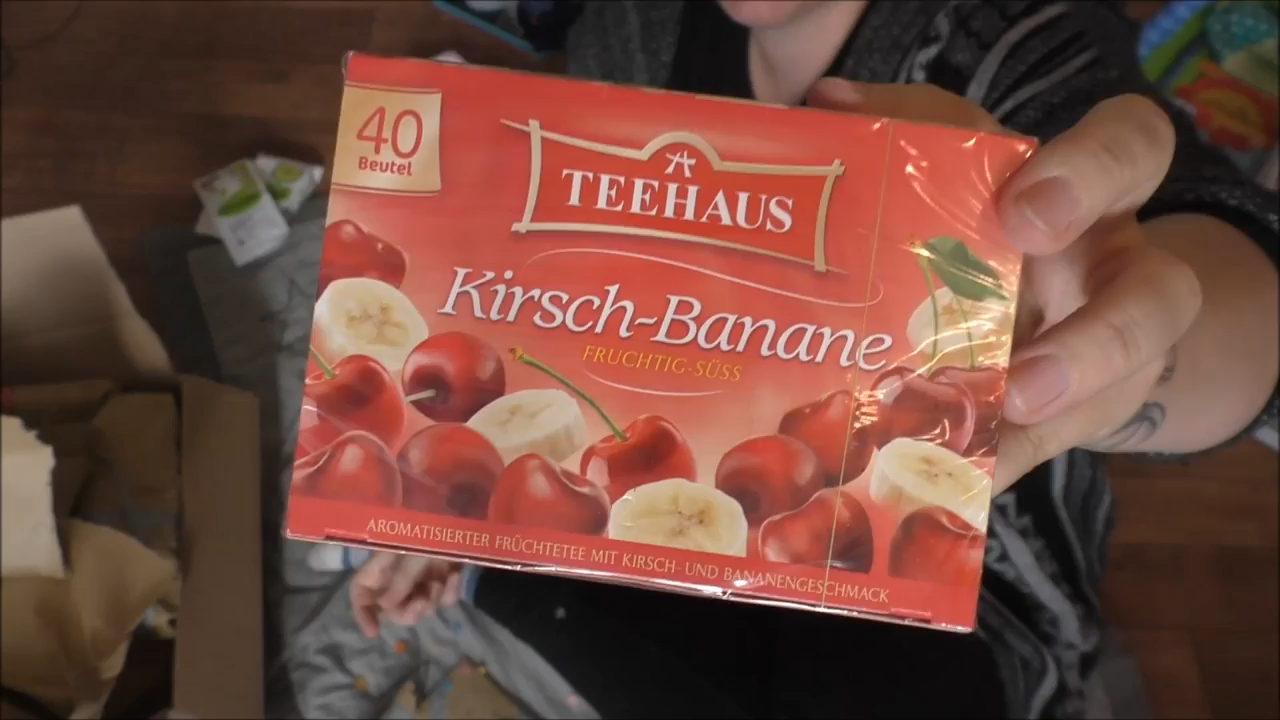 40
Beutel
TEEHAUS
Kirsch-Banane
FRUCHTIG-SÜSS
AROMATISIERTER FRÜCHTETEE MIT KIRSCH- UND BANANENGESCHMACK